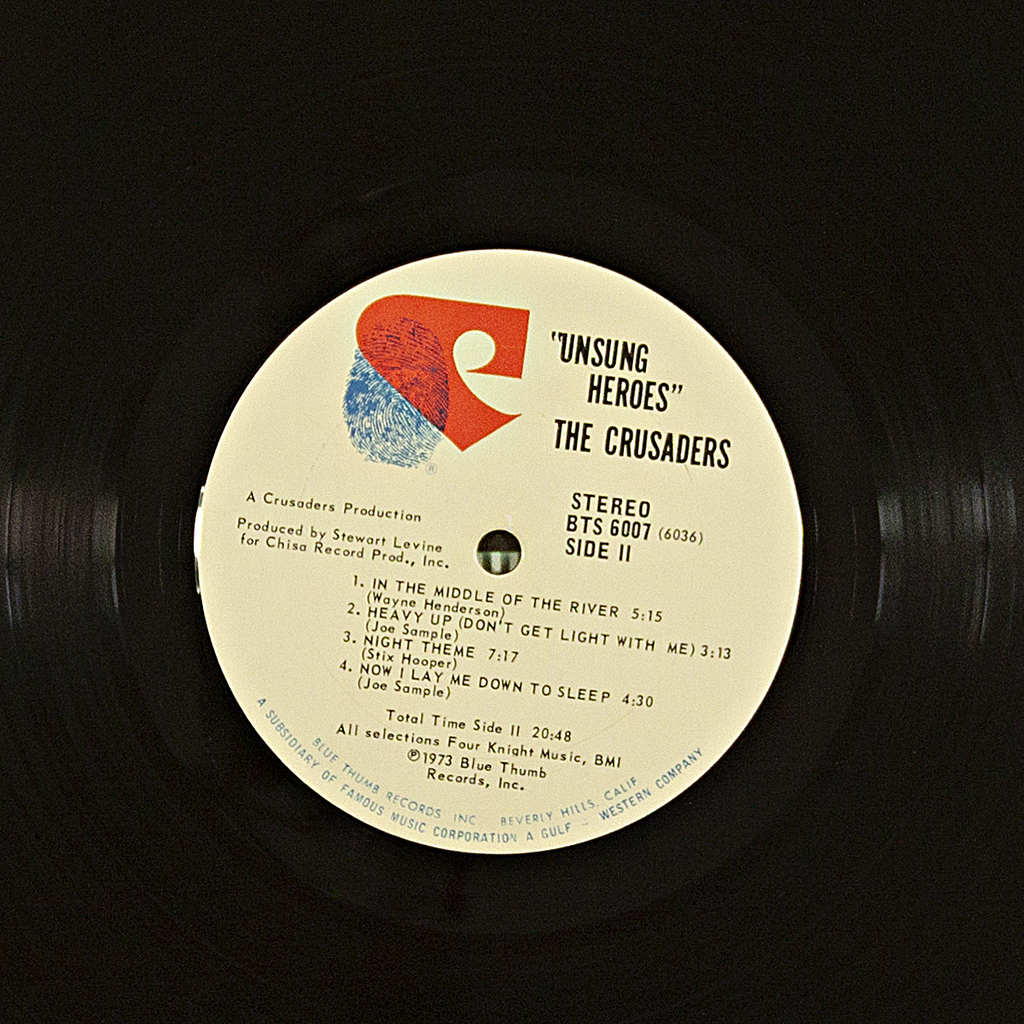 "UNSUNG
HEROES"
THE CRUSADERS
STEREO
BTS 6007 (6036)
SIDE II
A Crusaders Production
Produced by Stewart Levine
for Chisa Record Prod., Inc.
1. IN THE MIDDLE OF THE RIVER 5:15
(Wayne Henderson)
2. HEAVY UP (DON'T GET LIGHT WITH ME) 3:13
(Joe Sample)
3. NIGHT THEME 7:17
(Stix Hooper)
4. NOW I LAY ME DOWN TO SLEEP 4:30
(Joe Sample)
Total Time Side II 20:48
All selections Four Knight Music, BMI
℗1973 Blue Thumb
Records, Inc.
BLUE THUMB RECORDS INC. BEVERLY HILLS, CALIF.
A SUBSIDIARY OF FAMOUS MUSIC CORPORATION A GULF - WESTERN COMPANY
®